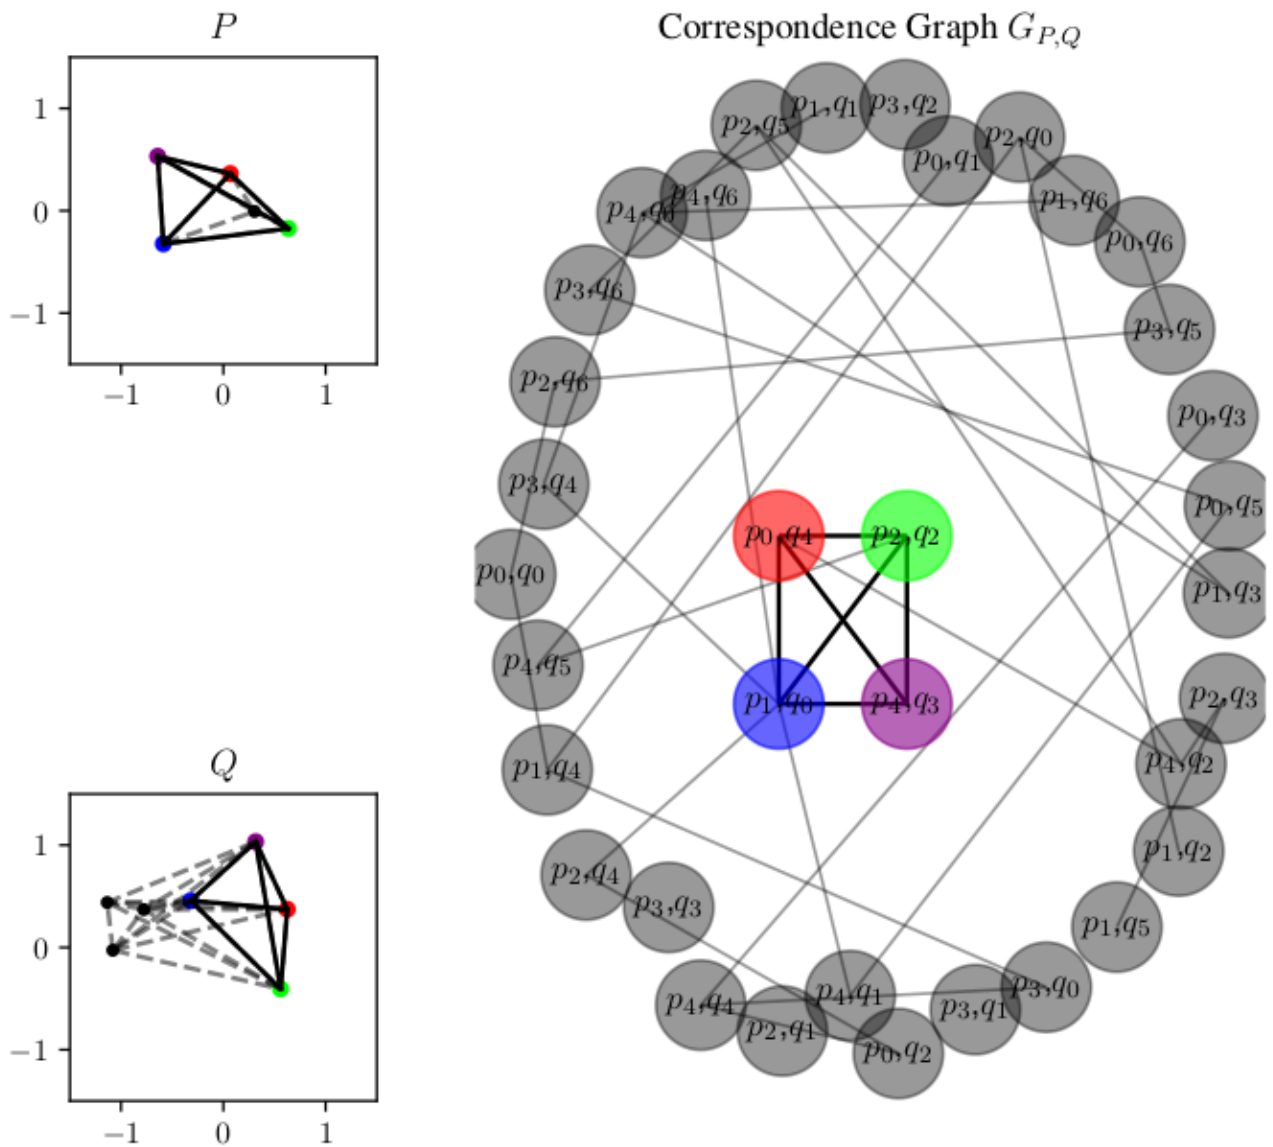 P
1
0
−1
−1 0 1
Q
1
0
−1
−1 0 1
Correspondence Graph G_{P,Q}
p1,q1
p3,q2
p2,q5
p2,q0
p0,q1
p4,q6
p1,q6
p0,q6
p3,q6
p3,q5
p2,q6
p0,q3
p3,q4
p0,q5
p0,q4
p2,q2
p0,q0
p1,q3
p4,q5
p1,q0
p4,q3
p2,q3
p1,q4
p4,q2
p1,q2
p2,q4
p3,q3
p1,q5
p4,q4
p4,q1
p3,q0
p2,q1
p3,q1
p0,q2